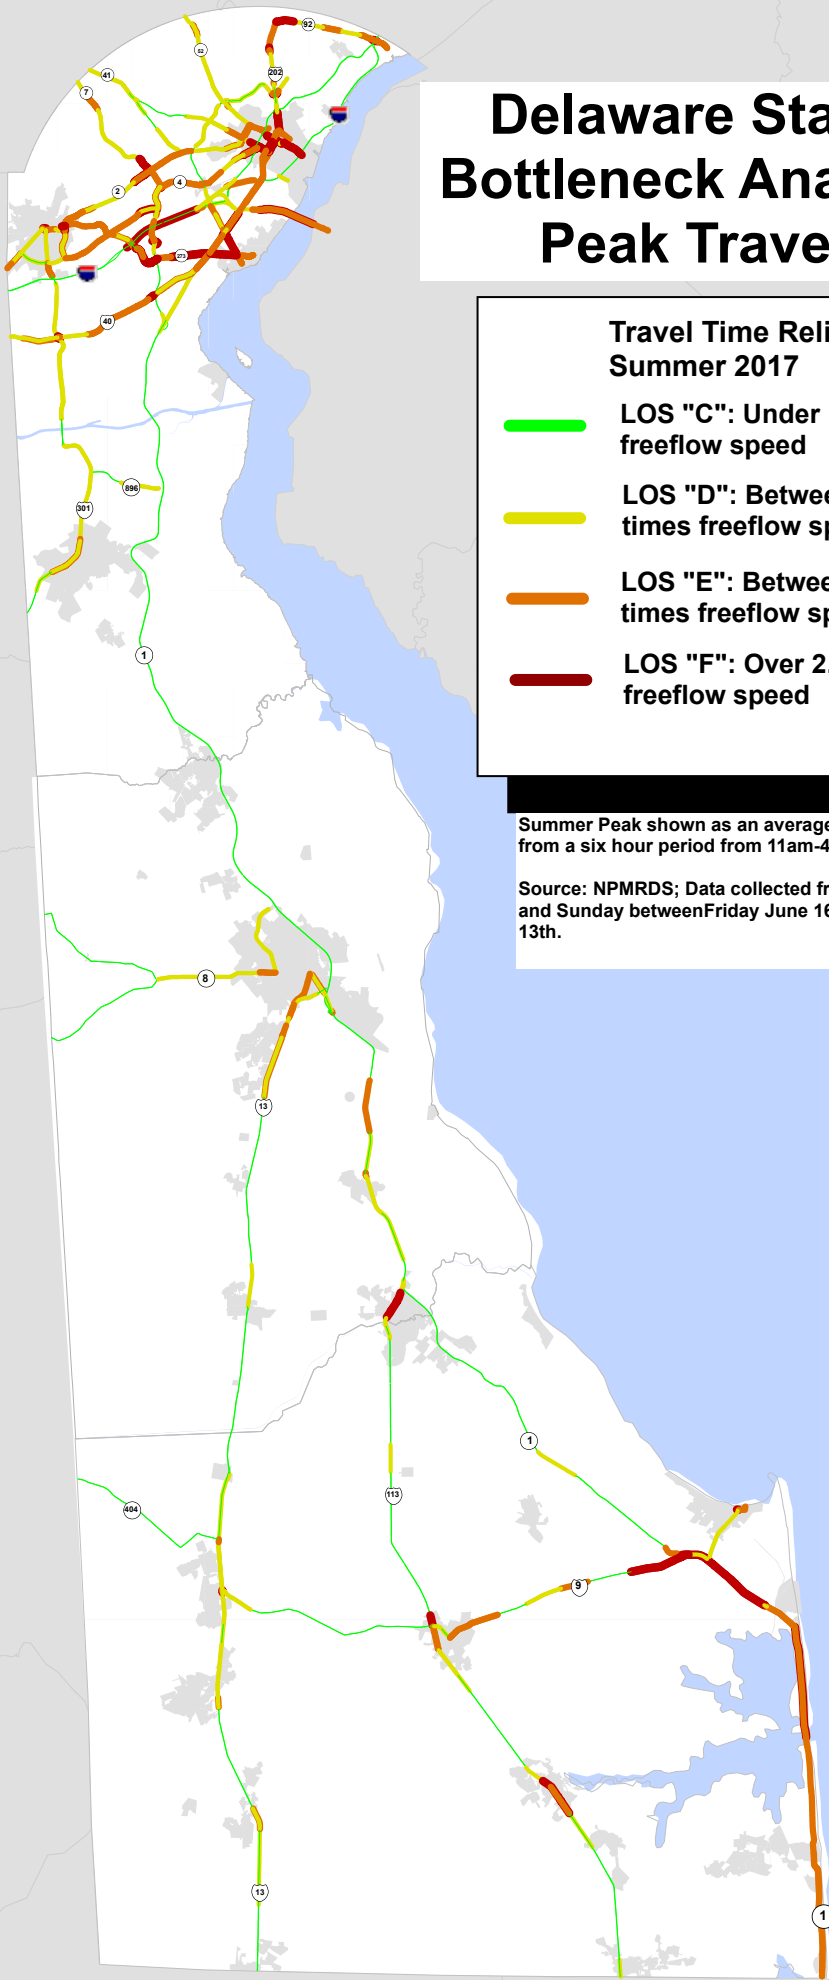 Delaware Sta
Bottleneck Ana
Peak Trave
Travel Time Reli
Summer 2017
LOS "C": Under
freeflow speed
LOS "D": Betwee
times freeflow sp
LOS "E": Betwee
times freeflow sp
LOS "F": Over 2.
freeflow speed
Summer Peak shown as an average
from a six hour period from 11am-4
Source: NPMRDS; Data collected fr
and Sunday betweenFriday June 16
13th.
92
52
202
41
7
4
2
273
40
896
301
1
8
13
1
113
404
9
13
1